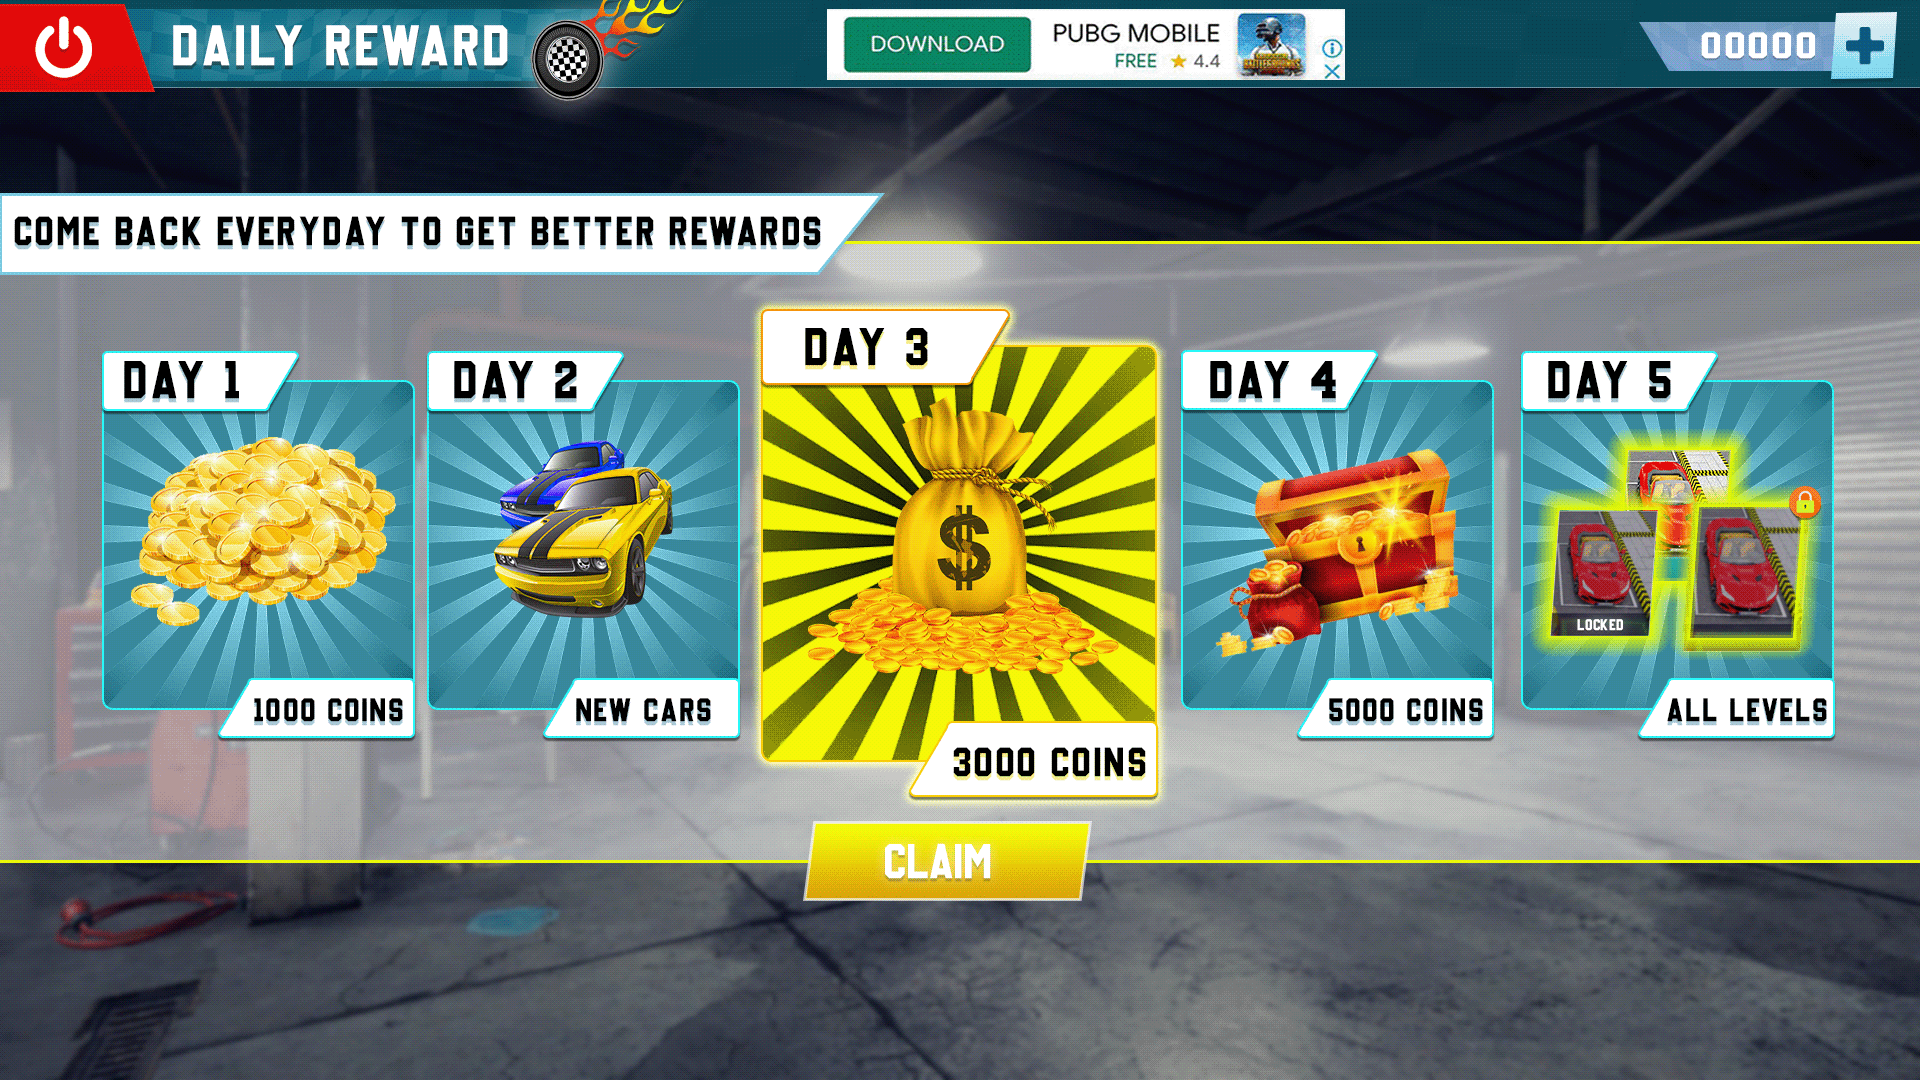 DAILY REWARD
DOWNLOAD
PUBG MOBILE
FREE ★ 4.4
00000
COME BACK EVERYDAY TO GET BETTER REWARDS
DAY 1
1000 COINS
DAY 2
NEW CARS
DAY 3
$
3000 COINS
DAY 4
5000 COINS
DAY 5
LOCKED
ALL LEVELS
CLAIM